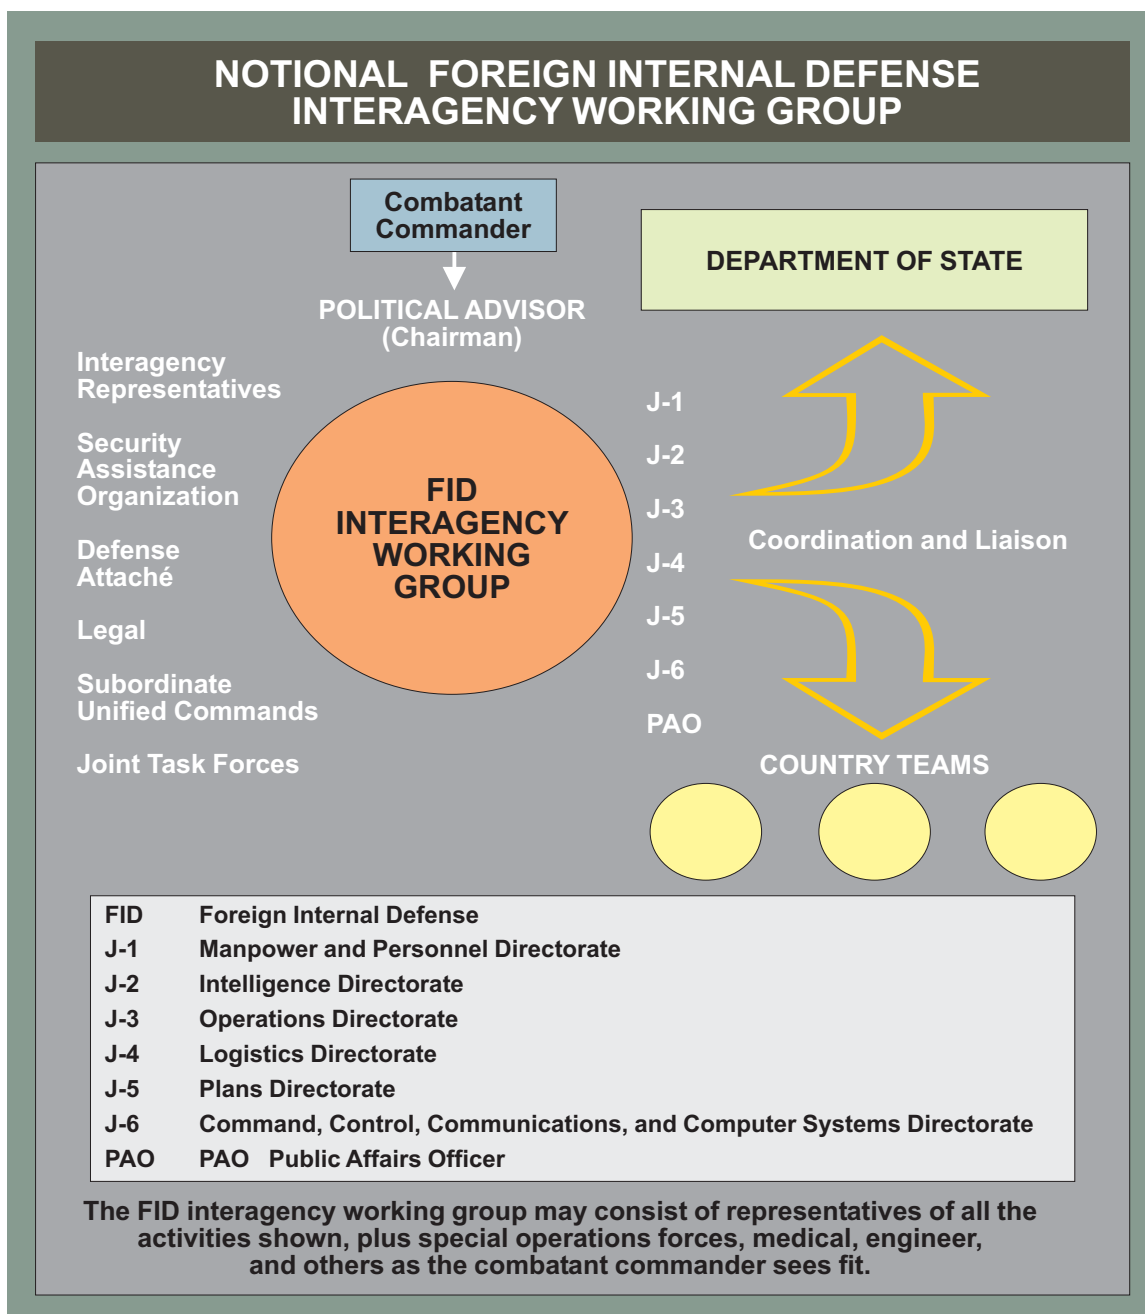 NOTIONAL FOREIGN INTERNAL DEFENSE
INTERAGENCY WORKING GROUP
Combatant
Commander
POLITICAL ADVISOR
(Chairman)
Interagency
Representatives
Security
Assistance
Organization
Defense
Attaché
Legal
Subordinate
Unified Commands
Joint Task Forces
FID
INTERAGENCY
WORKING
GROUP
J-1
J-2
J-3
J-4
J-5
J-6
PAO
DEPARTMENT OF STATE
Coordination and Liaison
COUNTRY TEAMS
FID Foreign Internal Defense
J-1 Manpower and Personnel Directorate
J-2 Intelligence Directorate
J-3 Operations Directorate
J-4 Logistics Directorate
J-5 Plans Directorate
J-6 Command, Control, Communications, and Computer Systems Directorate
PAO PAO Public Affairs Officer
The FID interagency working group may consist of representatives of all the
activities shown, plus special operations forces, medical, engineer,
and others as the combatant commander sees fit.